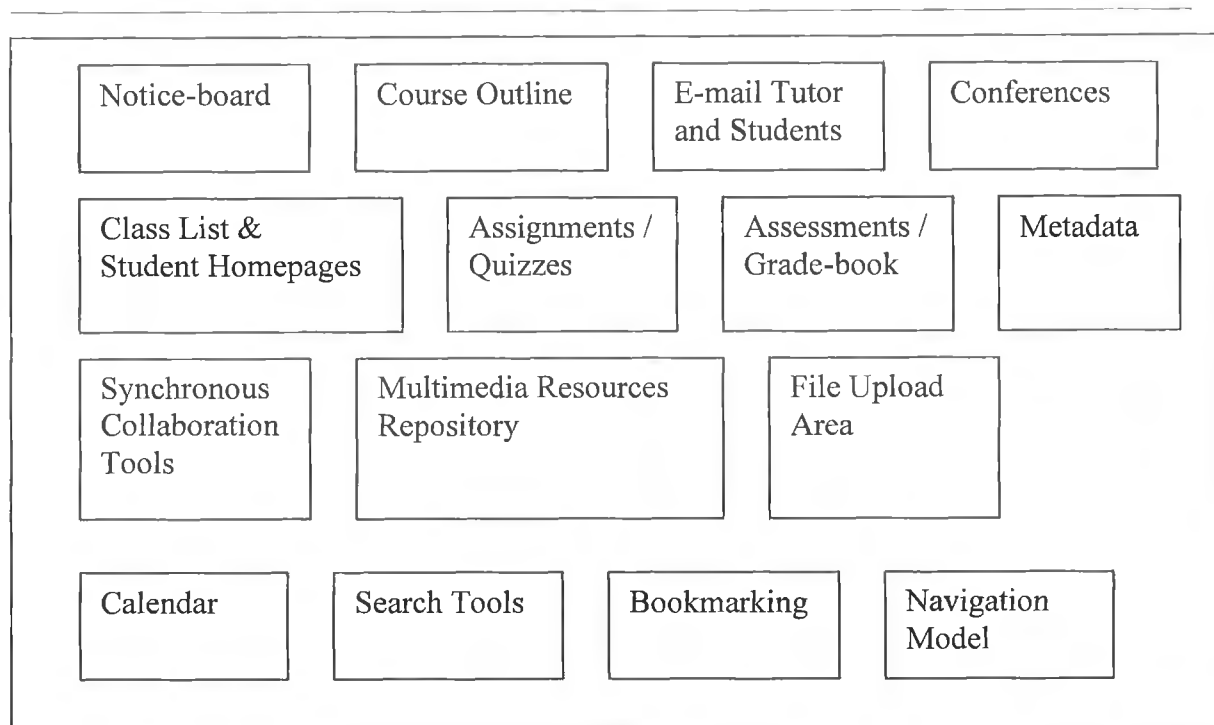 Notice-board
Course Outline
E-mail Tutor
and Students
Conferences
Class List &
Student Homepages
Assignments /
Quizzes
Assessments /
Grade-book
Metadata
Synchronous
Collaboration
Tools
Multimedia Resources
Repository
File Upload
Area
Calendar
Search Tools
Bookmarking
Navigation
Model